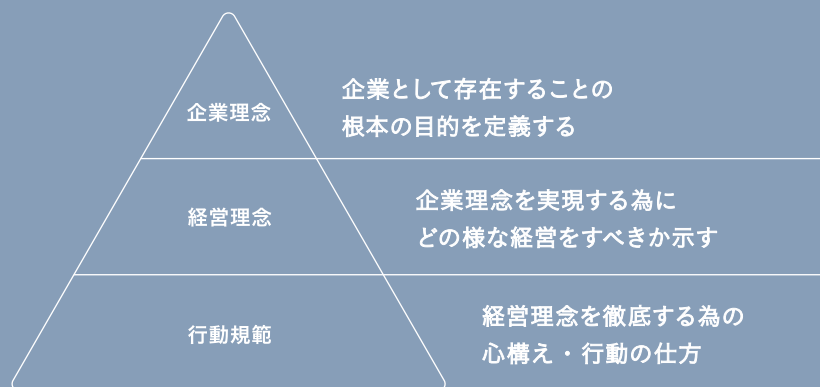 企業理念
企業として存在することの
根本の目的を定義する
経営理念
企業理念を実現する為に
どの様な経営をすべきか示す
行動規範
経営理念を徹底する為の
心構え・行動の仕方